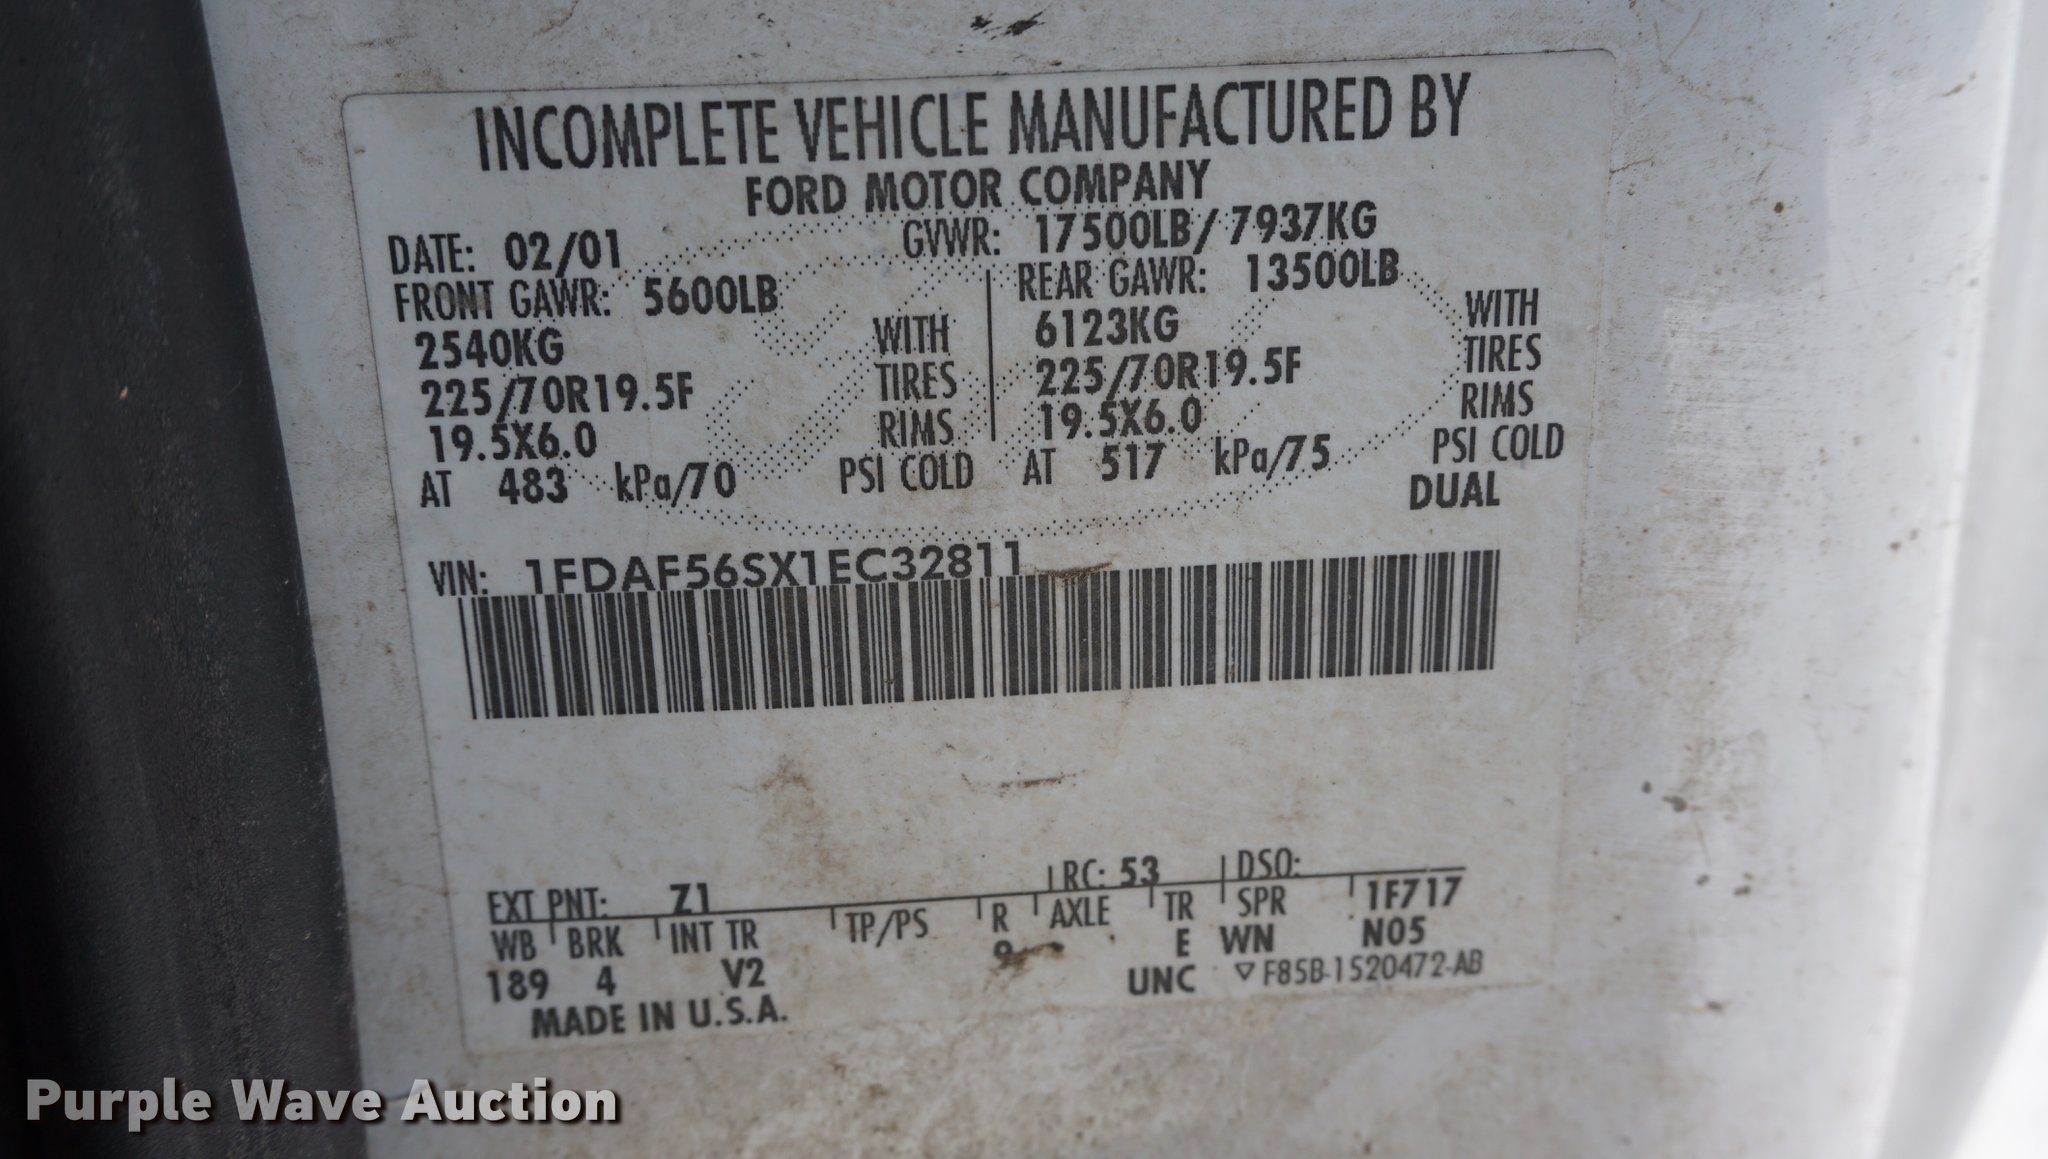 INCOMPLETE VEHICLE MANUFACTURED BY
FORD MOTOR COMPANY
DATE: 02/01 GVWR: 17500LB/ 7937KG
FRONT GAWR: 5600LB REAR GAWR: 13500LB
2540KG WITH 6123KG WITH
225/70R19.5F TIRES 225/70R19.5F TIRES
19.5X6.0 RIMS 19.5X6.0 RIMS
AT 483 kPa/70 PSI COLD AT 517 kPa/75 PSI COLD
DUAL
VIN: 1FDAF56SX1EC32811
EXT PNT: Z1 RC: 53 DSO:
WB BRK INT TR TP/PS R AXLE TR SPR 1F717
189 4 V2 9 E WN N05
UNC F85B-1520472-AB
MADE IN U.S.A.
Purple Wave Auction